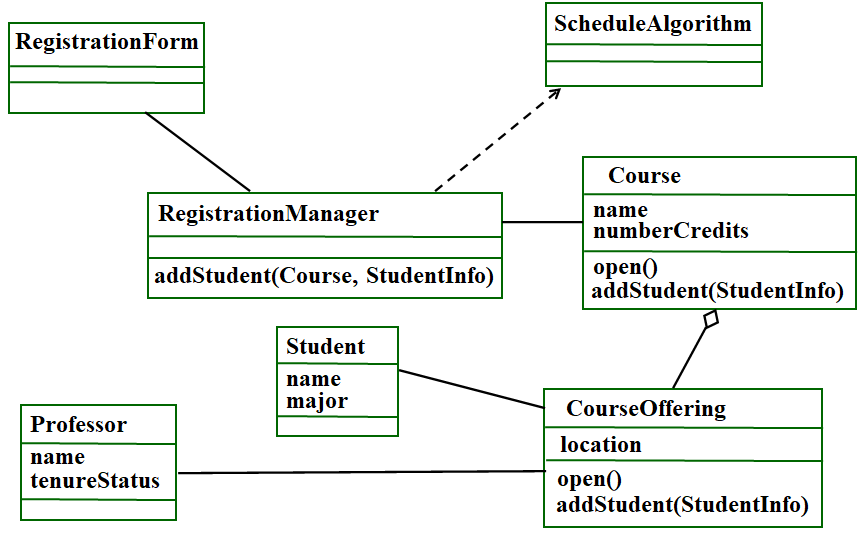 RegistrationForm
ScheduleAlgorithm
RegistrationManager
addStudent(Course, StudentInfo)
Course
name
numberCredits
open()
addStudent(StudentInfo)
Student
name
major
Professor
name
tenureStatus
CourseOffering
location
open()
addStudent(StudentInfo)